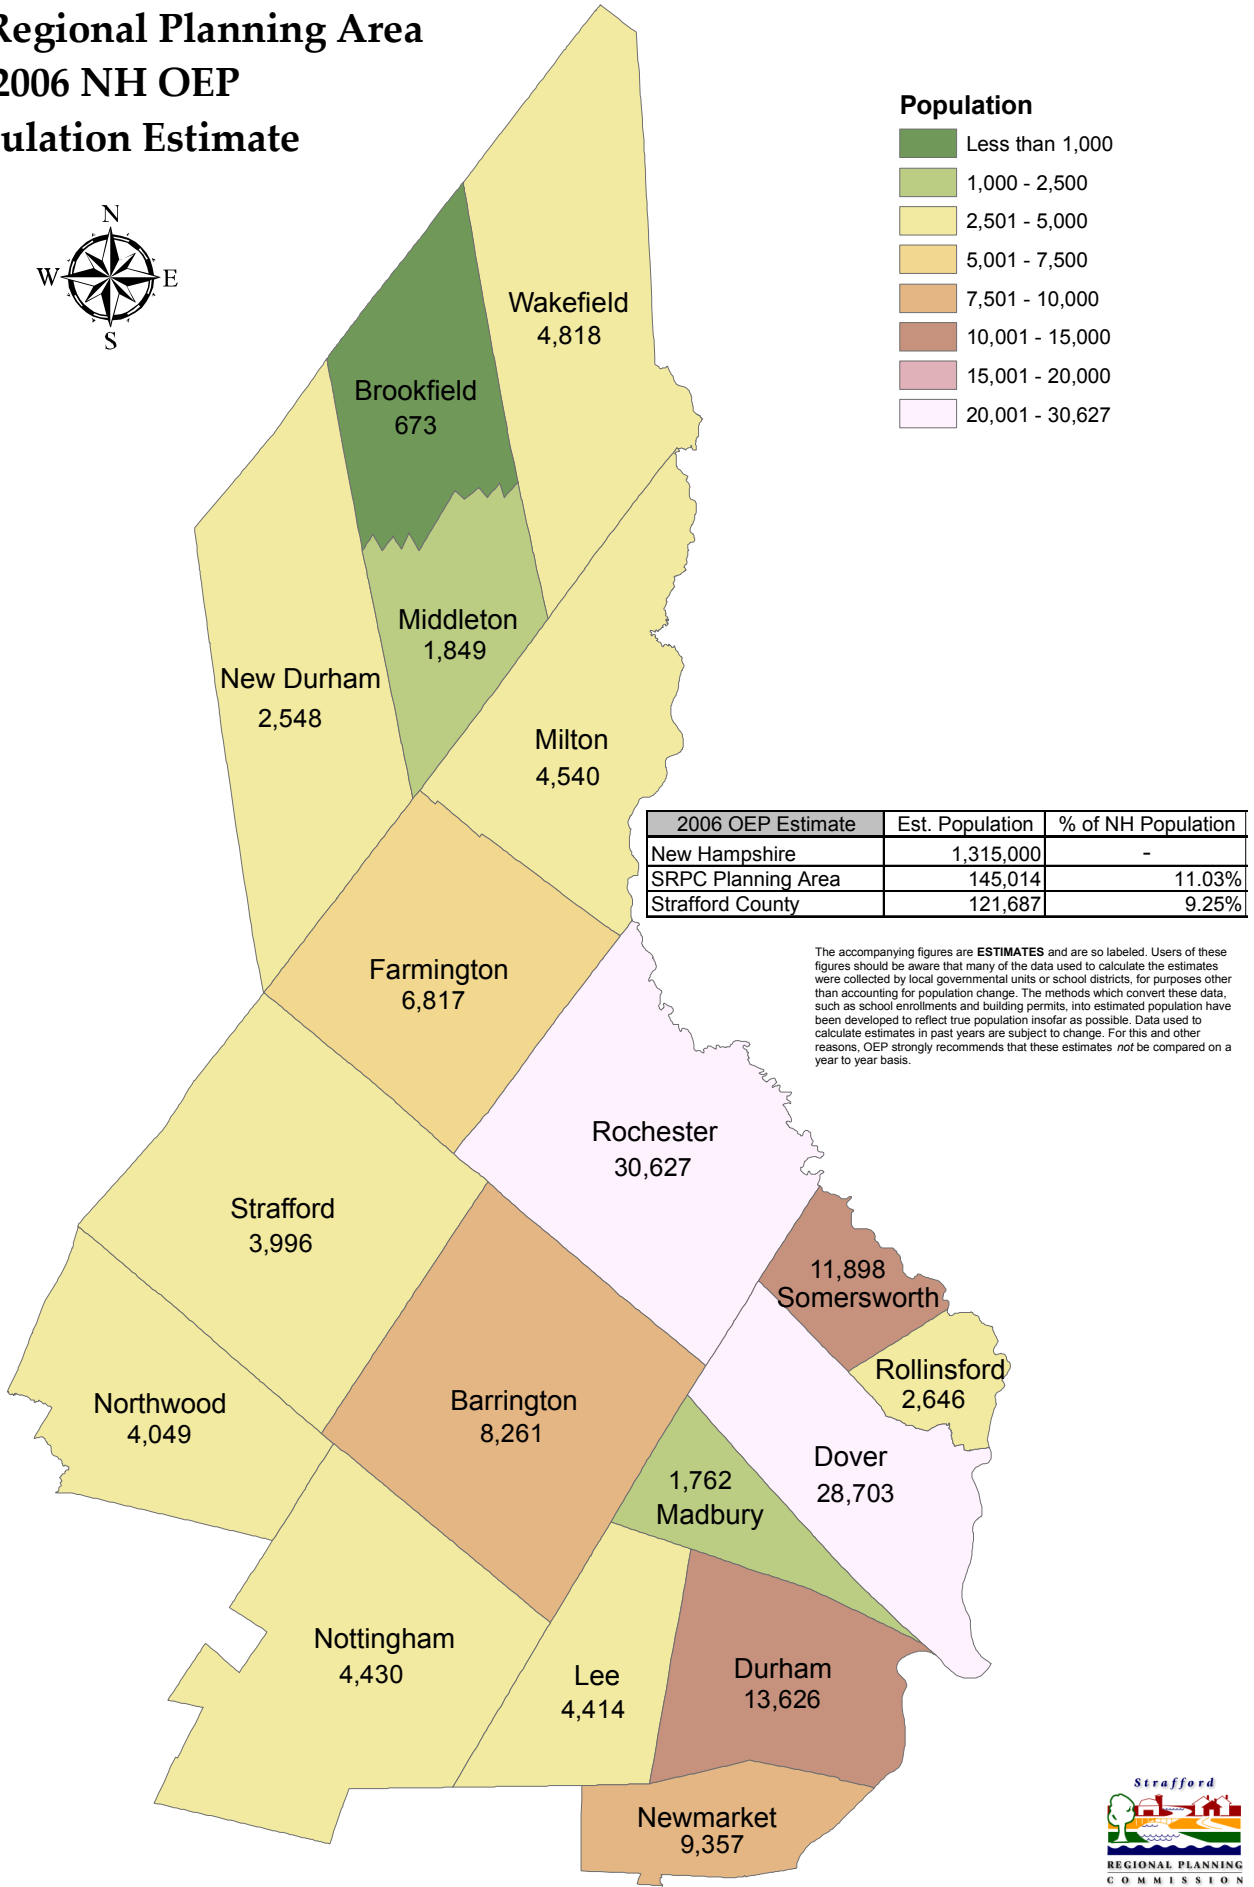 Regional Planning Area
2006 NH OEP
ulation Estimate
N
W E
S
Population
Less than 1,000
1,000 - 2,500
2,501 - 5,000
5,001 - 7,500
7,501 - 10,000
10,001 - 15,000
15,001 - 20,000
20,001 - 30,627
Wakefield
4,818
Brookfield
673
Middleton
1,849
New Durham
2,548
Milton
4,540
2006 OEP Estimate Est. Population % of NH Population
New Hampshire 1,315,000 -
SRPC Planning Area 145,014 11.03%
Strafford County 121,687 9.25%
The accompanying figures are ESTIMATES and are so labeled. Users of these
figures should be aware that many of the data used to calculate the estimates
were collected by local governmental units or school districts, for purposes other
than accounting for population change. The methods which convert these data,
such as school enrollments and building permits, into estimated population have
been developed to reflect true population insofar as possible. Data used to
calculate estimates in past years are subject to change. For this and other
reasons, OEP strongly recommends that these estimates not be compared on a
year to year basis.
Farmington
6,817
Rochester
30,627
Strafford
3,996
11,898
Somersworth
Rollinsford
2,646
Northwood
4,049
Barrington
8,261
Dover
28,703
1,762
Madbury
Nottingham
4,430
Lee
4,414
Durham
13,626
Newmarket
9,357
Strafford
REGIONAL PLANNING
COMMISSION